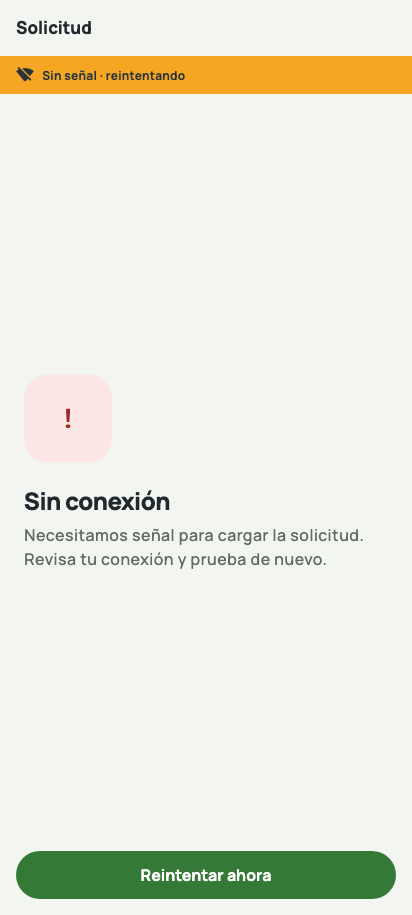 Solicitud
Sin señal · reintentando
!
Sin conexión
Necesitamos señal para cargar la solicitud.
Revisa tu conexión y prueba de nuevo.
Reintentar ahora